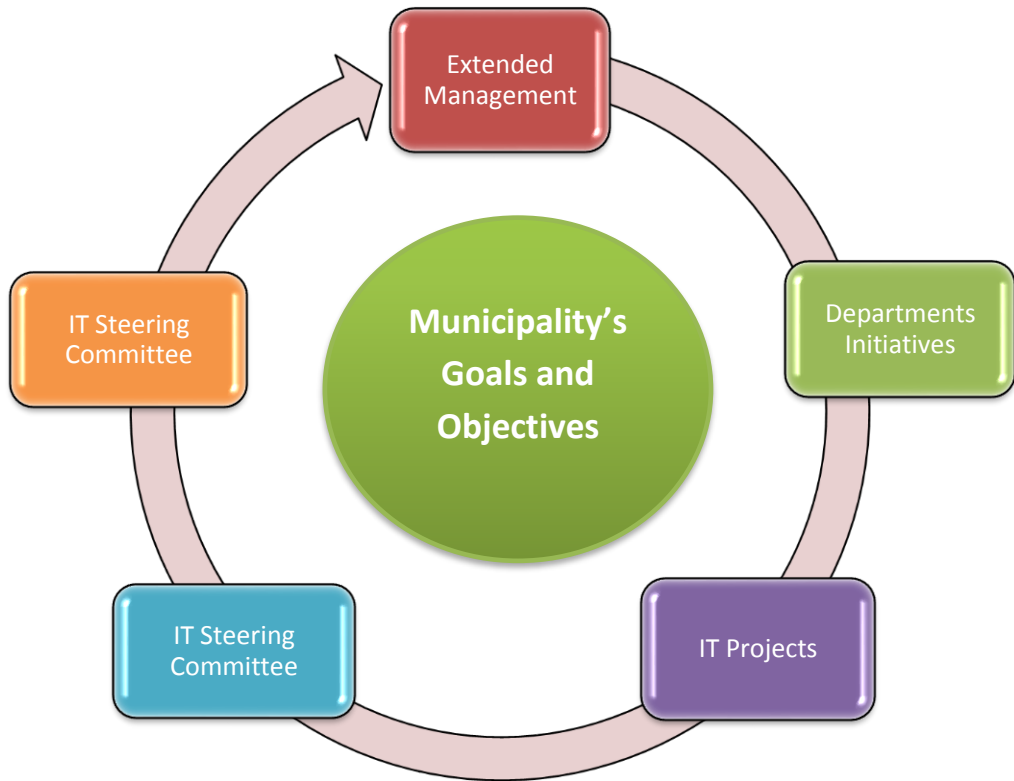 Extended
Management
Departments
Initiatives
IT Projects
IT Steering
Committee
IT Steering
Committee
Municipality’s
Goals and
Objectives